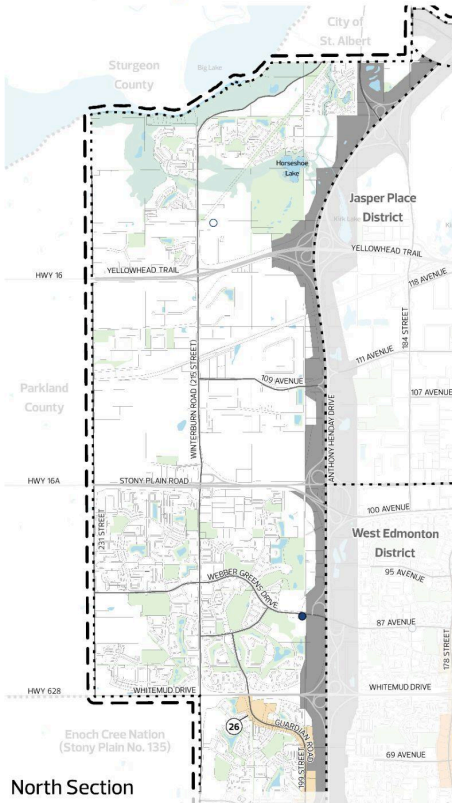 City of
St. Albert
Sturgeon
County
Big Lake
Horseshoe
Lake
Jasper Place
District
YELLOWHEAD TRAIL
HWY 16
YELLOWHEAD TRAIL
118 AVENUE
184 STREET
WINTERBURN ROAD (215 STREET)
111 AVENUE
109 AVENUE
107 AVENUE
Parkland
County
ANTHONY HENDAY DRIVE
HWY 16A
STONY PLAIN ROAD
100 AVENUE
231 STREET
West Edmonton
District
95 AVENUE
WEBBER GREENS DRIVE
87 AVENUE
178 STREET
HWY 628
WHITEMUD DRIVE
WHITEMUD DRIVE
26
GUARDIAN ROAD
Enoch Cree Nation
(Stony Plain No. 135)
199 STREET
69 AVENUE
North Section